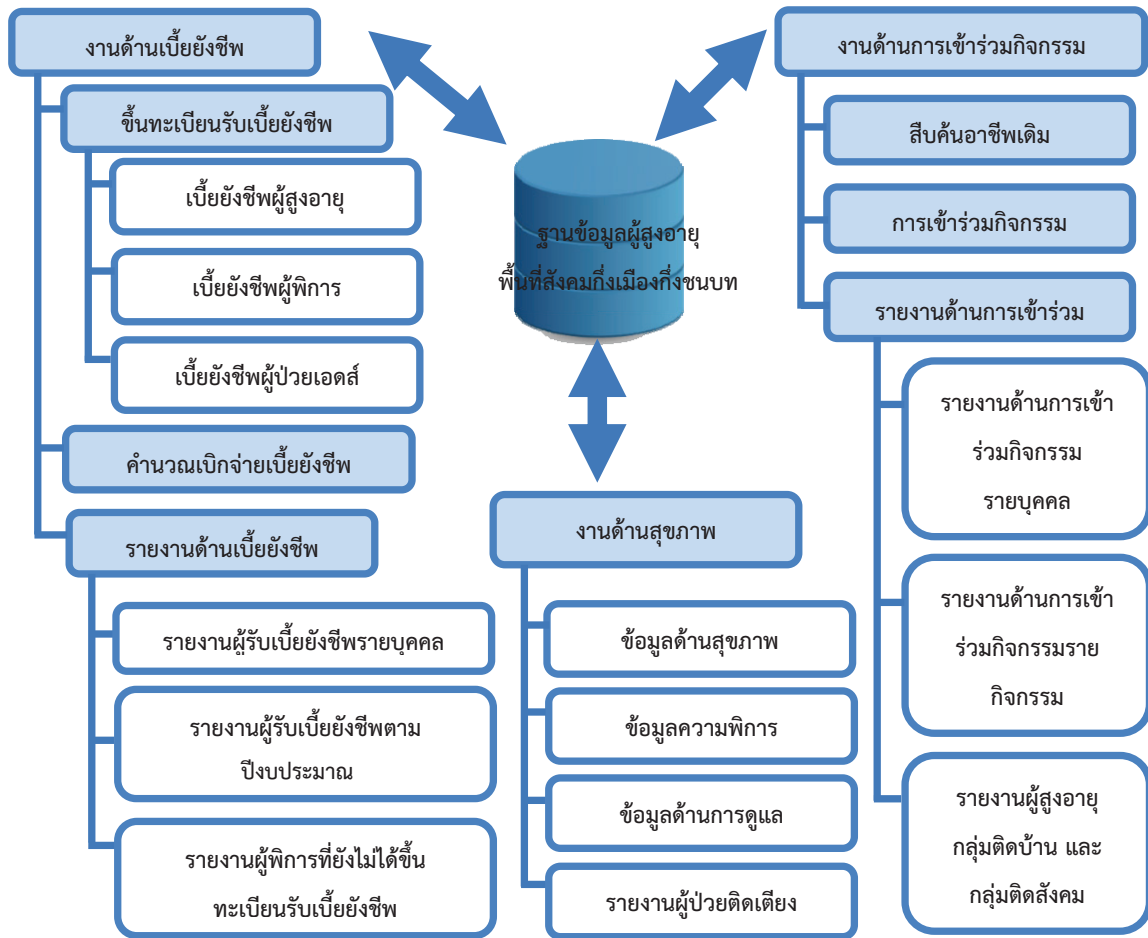 งานด้านเบี้ยยังชีพ
ขึ้นทะเบียนรับเบี้ยยังชีพ
เบี้ยยังชีพผู้สูงอายุ
เบี้ยยังชีพผู้พิการ
เบี้ยยังชีพผู้ป่วยเอดส์
คำนวณเบิกจ่ายเบี้ยยังชีพ
รายงานด้านเบี้ยยังชีพ
รายงานผู้รับเบี้ยยังชีพรายบุคคล
รายงานผู้รับเบี้ยยังชีพตาม
ปีงบประมาณ
รายงานผู้พิการที่ยังไม่ได้ขึ้น
ทะเบียนรับเบี้ยยังชีพ
ฐานข้อมูลผู้สูงอายุ
พื้นที่สังคมกึ่งเมืองกึ่งชนบท
งานด้านสุขภาพ
ข้อมูลด้านสุขภาพ
ข้อมูลความพิการ
ข้อมูลด้านการดูแล
รายงานผู้ป่วยติดเตียง
งานด้านการเข้าร่วมกิจกรรม
สืบค้นอาชีพเดิม
การเข้าร่วมกิจกรรม
รายงานด้านการเข้าร่วม
รายงานด้านการเข้า
ร่วมกิจกรรม
รายบุคคล
รายงานด้านการเข้า
ร่วมกิจกรรมราย
กิจกรรม
รายงานผู้สูงอายุ
กลุ่มติดบ้าน และ
กลุ่มติดสังคม